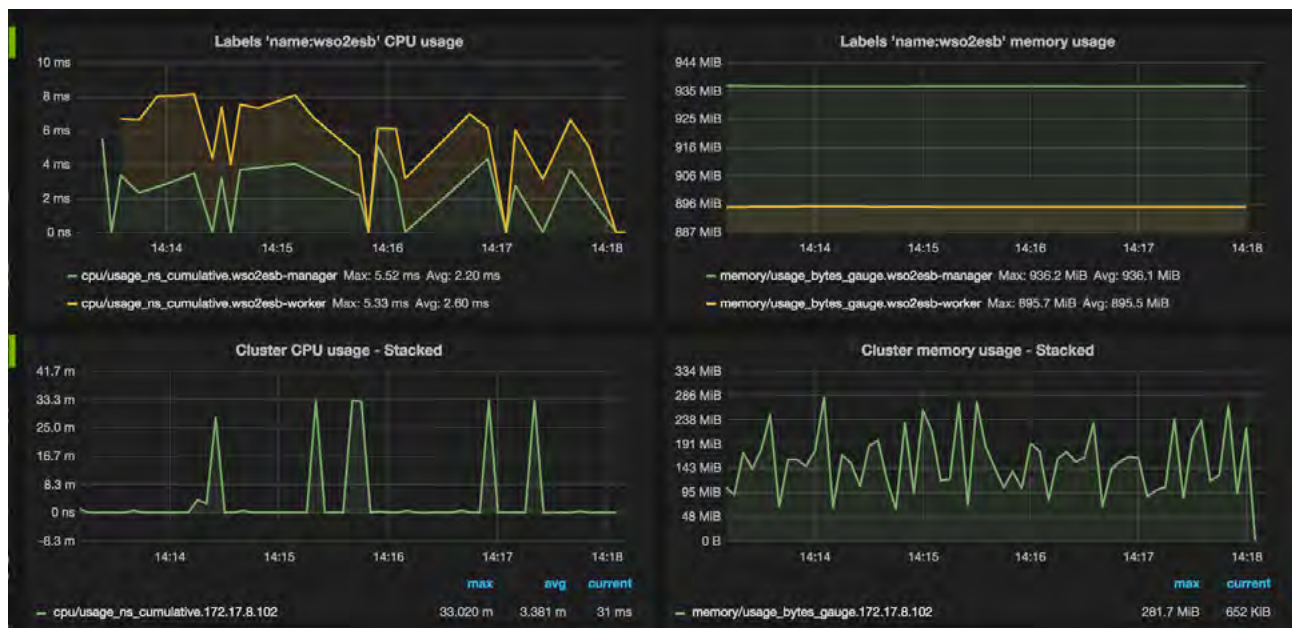 Labels 'name:wso2esb' CPU usage
10 ms
8 ms
6 ms
4 ms
2 ms
0 ns
14:14 14:15 14:16 14:17 14:18
cpu/usage_ns_cumulative.wso2esb-manager Max: 5.52 ms Avg: 2.20 ms
cpu/usage_ns_cumulative.wso2esb-worker Max: 5.33 ms Avg: 2.60 ms
Labels 'name:wso2esb' memory usage
944 MiB
935 MiB
925 MiB
916 MiB
906 MiB
896 MiB
887 MiB
14:14 14:15 14:16 14:17 14:18
memory/usage_bytes_gauge.wso2esb-manager Max: 936.2 MiB Avg: 936.1 MiB
memory/usage_bytes_gauge.wso2esb-worker Max: 895.7 MiB Avg: 895.5 MiB
Cluster CPU usage - Stacked
41.7 m
33.3 m
25.0 m
16.7 m
8.3 m
0 ns
-8.3 m
14:14 14:15 14:16 14:17 14:18
max avg current
cpu/usage_ns_cumulative.172.17.8.102 33.020 m 3.381 m 31 ms
Cluster memory usage - Stacked
334 MiB
286 MiB
238 MiB
191 MiB
143 MiB
95 MiB
48 MiB
0 B
14:14 14:15 14:16 14:17 14:18
max current
memory/usage_bytes_gauge.172.17.8.102 281.7 MiB 652 KiB